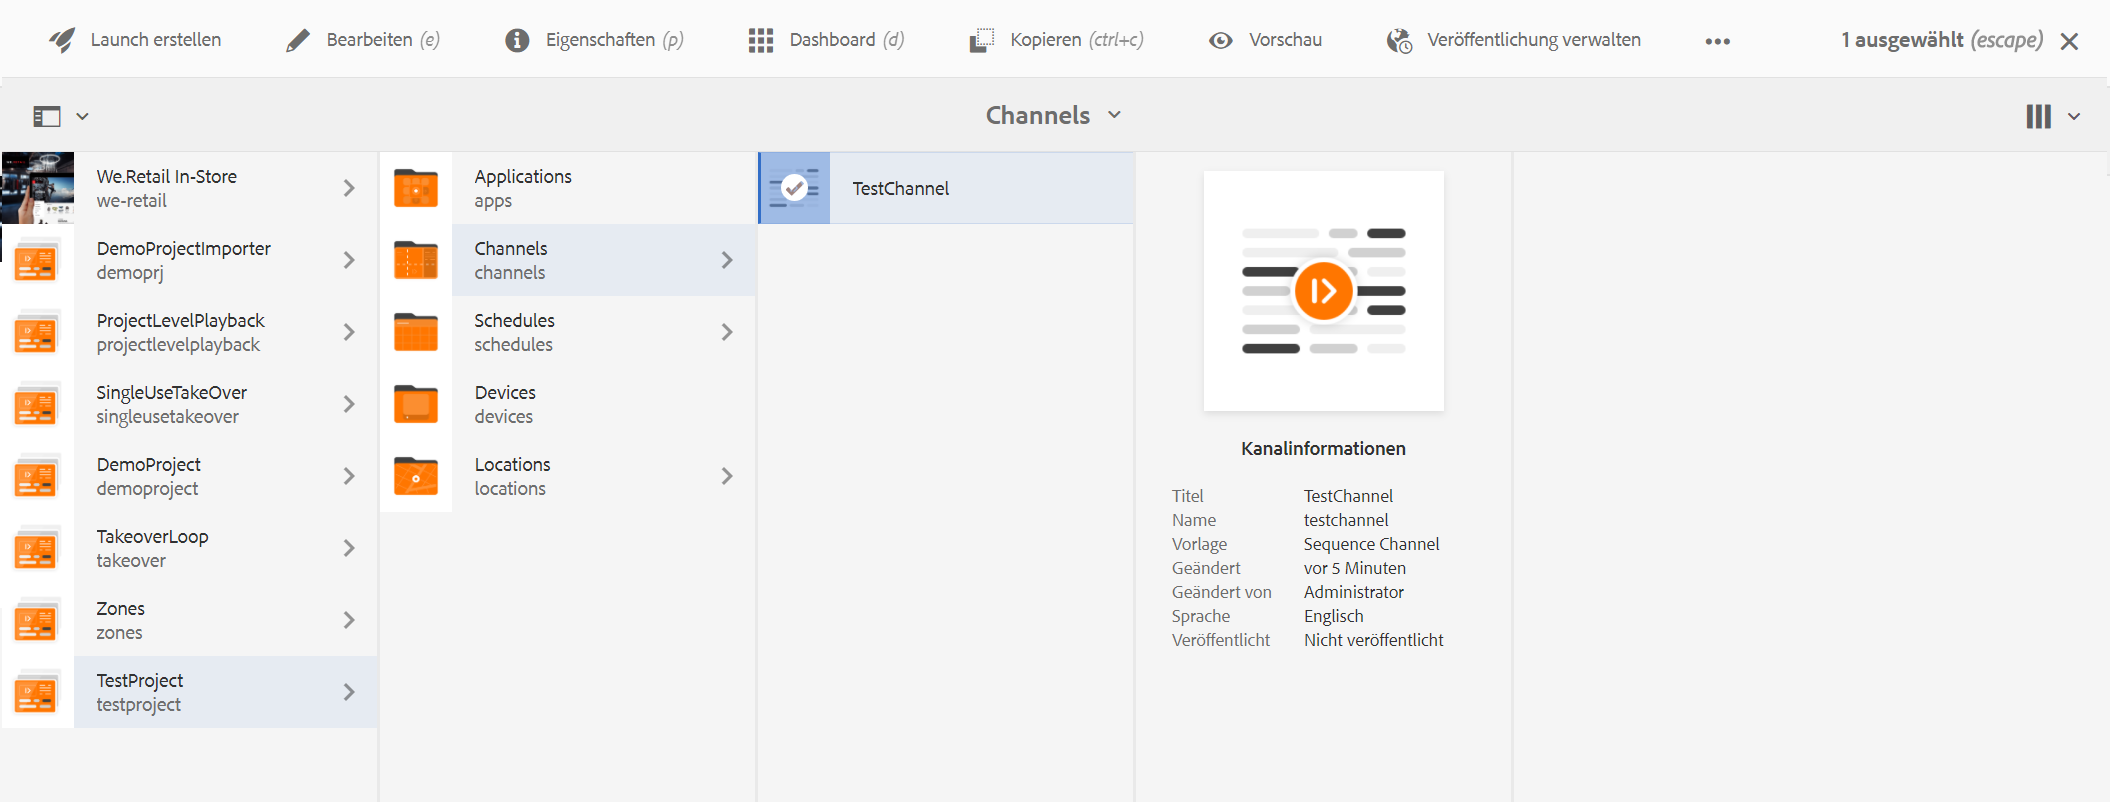 Launch erstellen
Bearbeiten (e)
Eigenschaften (p)
Dashboard (d)
Kopieren (ctrl+c)
Vorschau
Veröffentlichung verwalten
1 ausgewählt (escape)
Channels
We.Retail In-Store
we-retail
DemoProjectImporter
demoprj
ProjectLevelPlayback
projectlevelplayback
SingleUseTakeOver
singleusetakeover
DemoProject
demoproject
TakeoverLoop
takeover
Zones
zones
TestProject
testproject
Applications
apps
Channels
channels
Schedules
schedules
Devices
devices
Locations
locations
TestChannel
Kanalinformationen
Titel TestChannel
Name testchannel
Vorlage Sequence Channel
Geändert vor 5 Minuten
Geändert von Administrator
Sprache Englisch
Veröffentlicht Nicht veröffentlicht